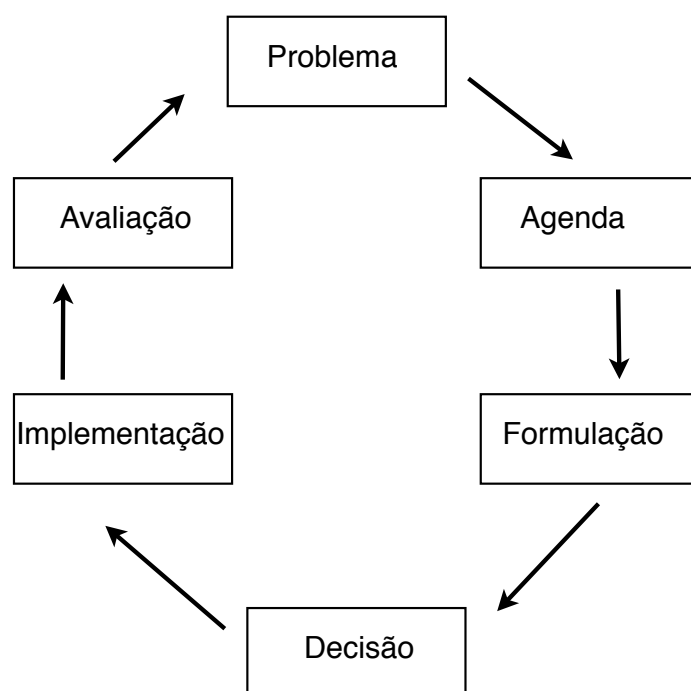 Problema
Agenda
Formulação
Decisão
Implementação
Avaliação